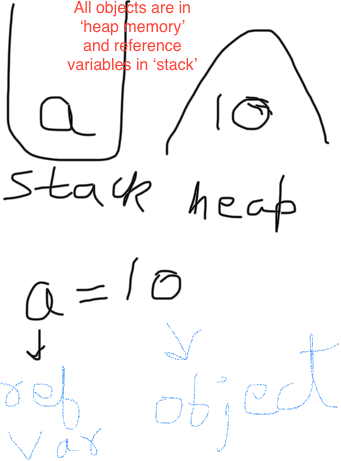 All objects are in
‘heap memory’
and reference
variables in ‘stack’
a
10
stack heap
a = 10
ref object
var